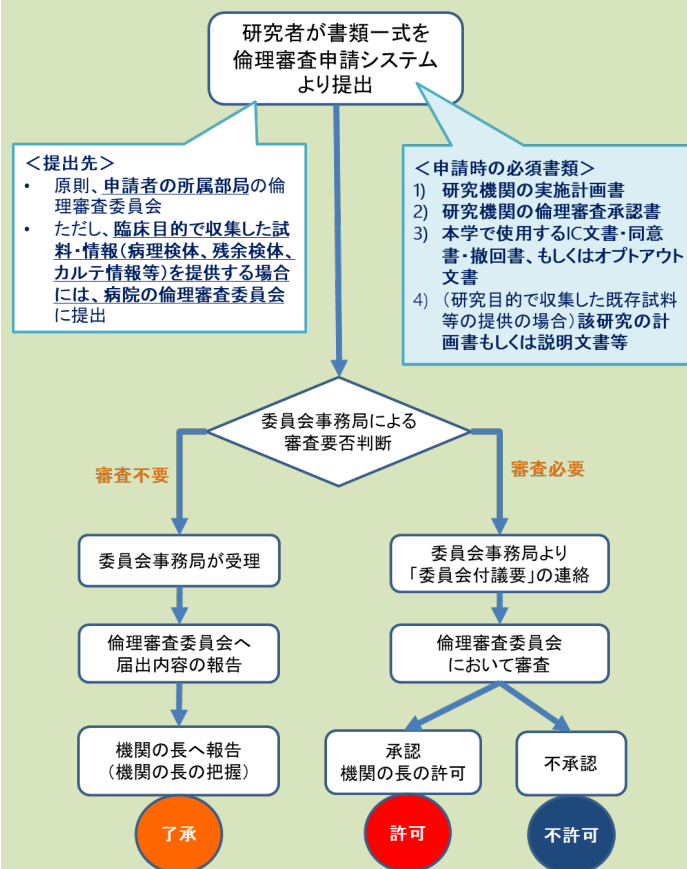 研究者が書類一式を
倫理審査申請システム
より提出
＜提出先＞
• 原則、申請者の所属部局の倫
理審査委員会
• ただし、臨床目的で収集した試
料・情報（病理検体、残余検体、
カルテ情報等）を提供する場合
には、病院の倫理審査委員会
に提出
＜申請時の必須書類＞
1) 研究機関の実施計画書
2) 研究機関の倫理審査承認書
3) 本学で使用するIC文書・同意
書・撤回書、もしくはオプトアウト
文書
4) （研究目的で収集した既存試料
等の提供の場合）該研究の計
画書もしくは説明文書等
委員会事務局による
審査要否判断
審査不要
審査必要
委員会事務局が受理
委員会事務局より
「委員会付議要」の連絡
倫理審査委員会へ
届出内容の報告
倫理審査委員会
において審査
機関の長へ報告
（機関の長の把握）
承認
機関の長の許可
不承認
了承
許可
不許可